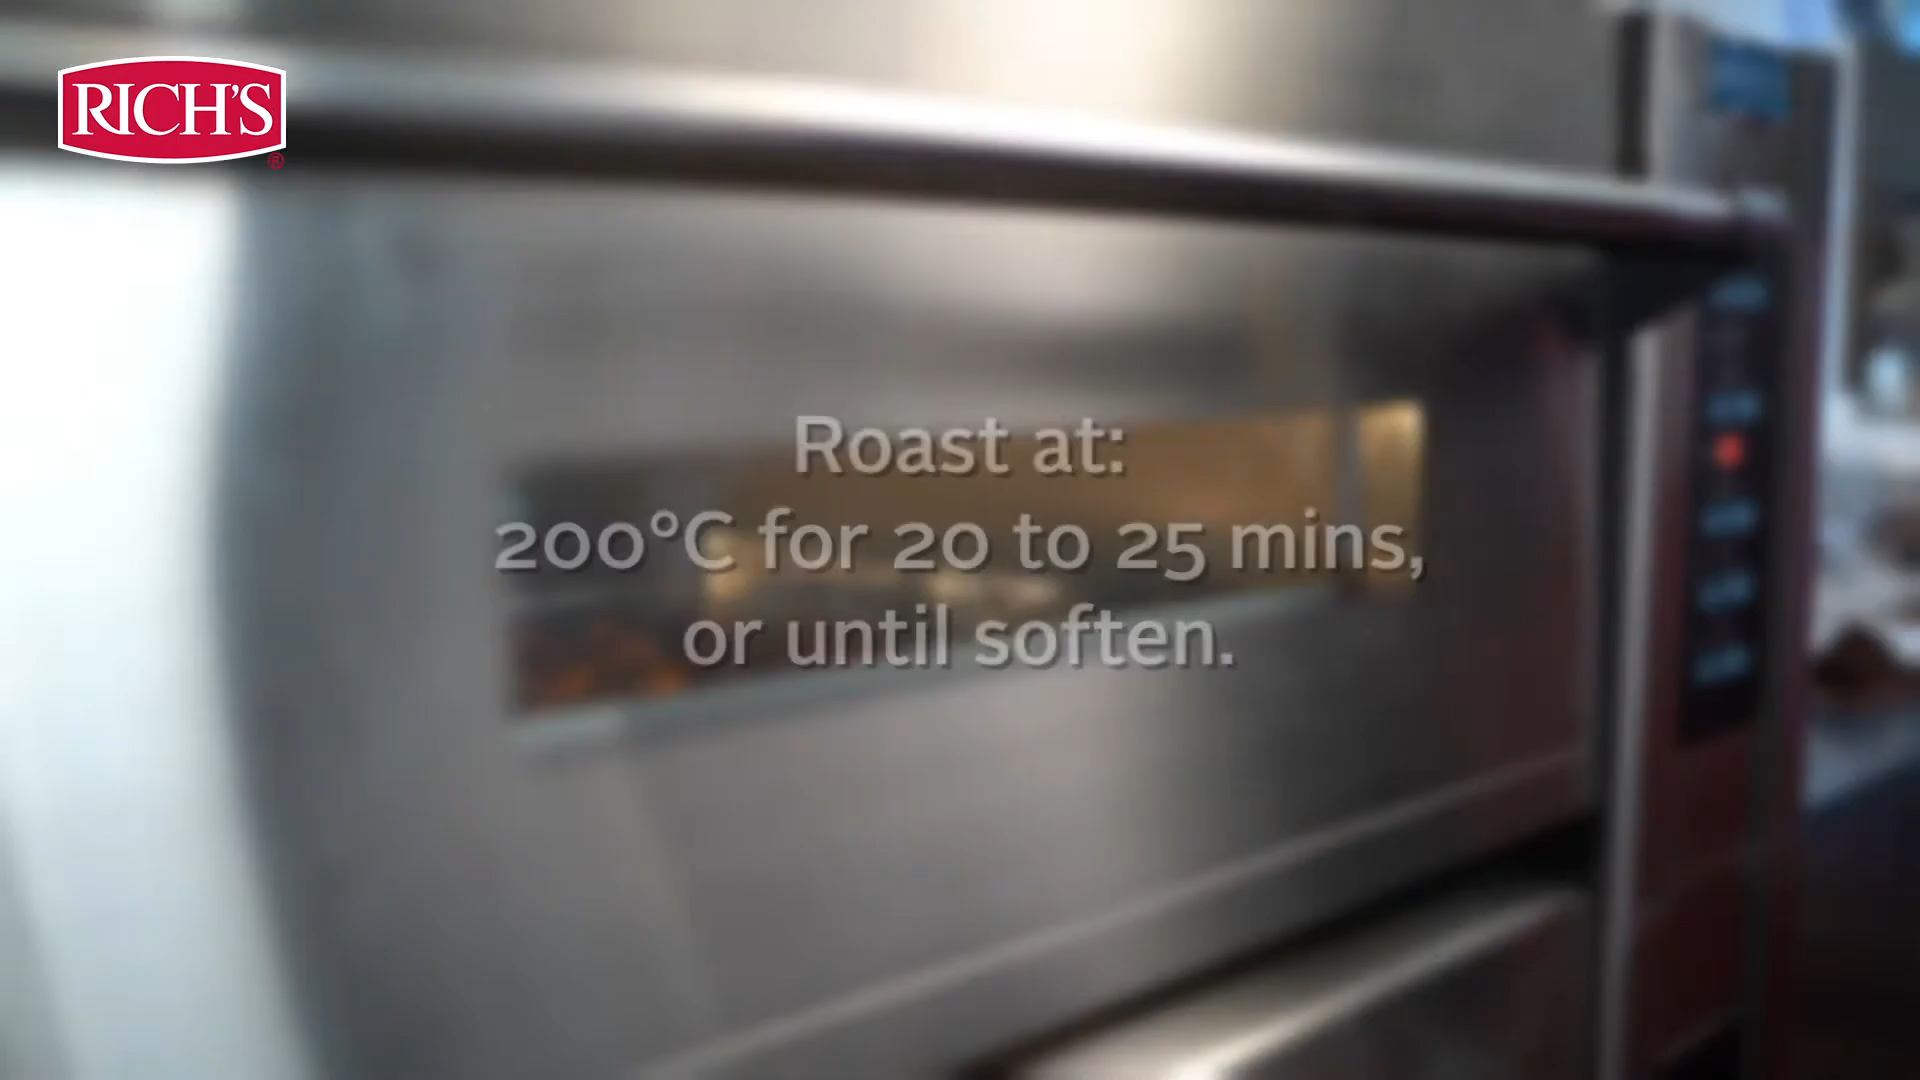 RICH'S
®
Roast at:
200°C for 20 to 25 mins,
or until soften.